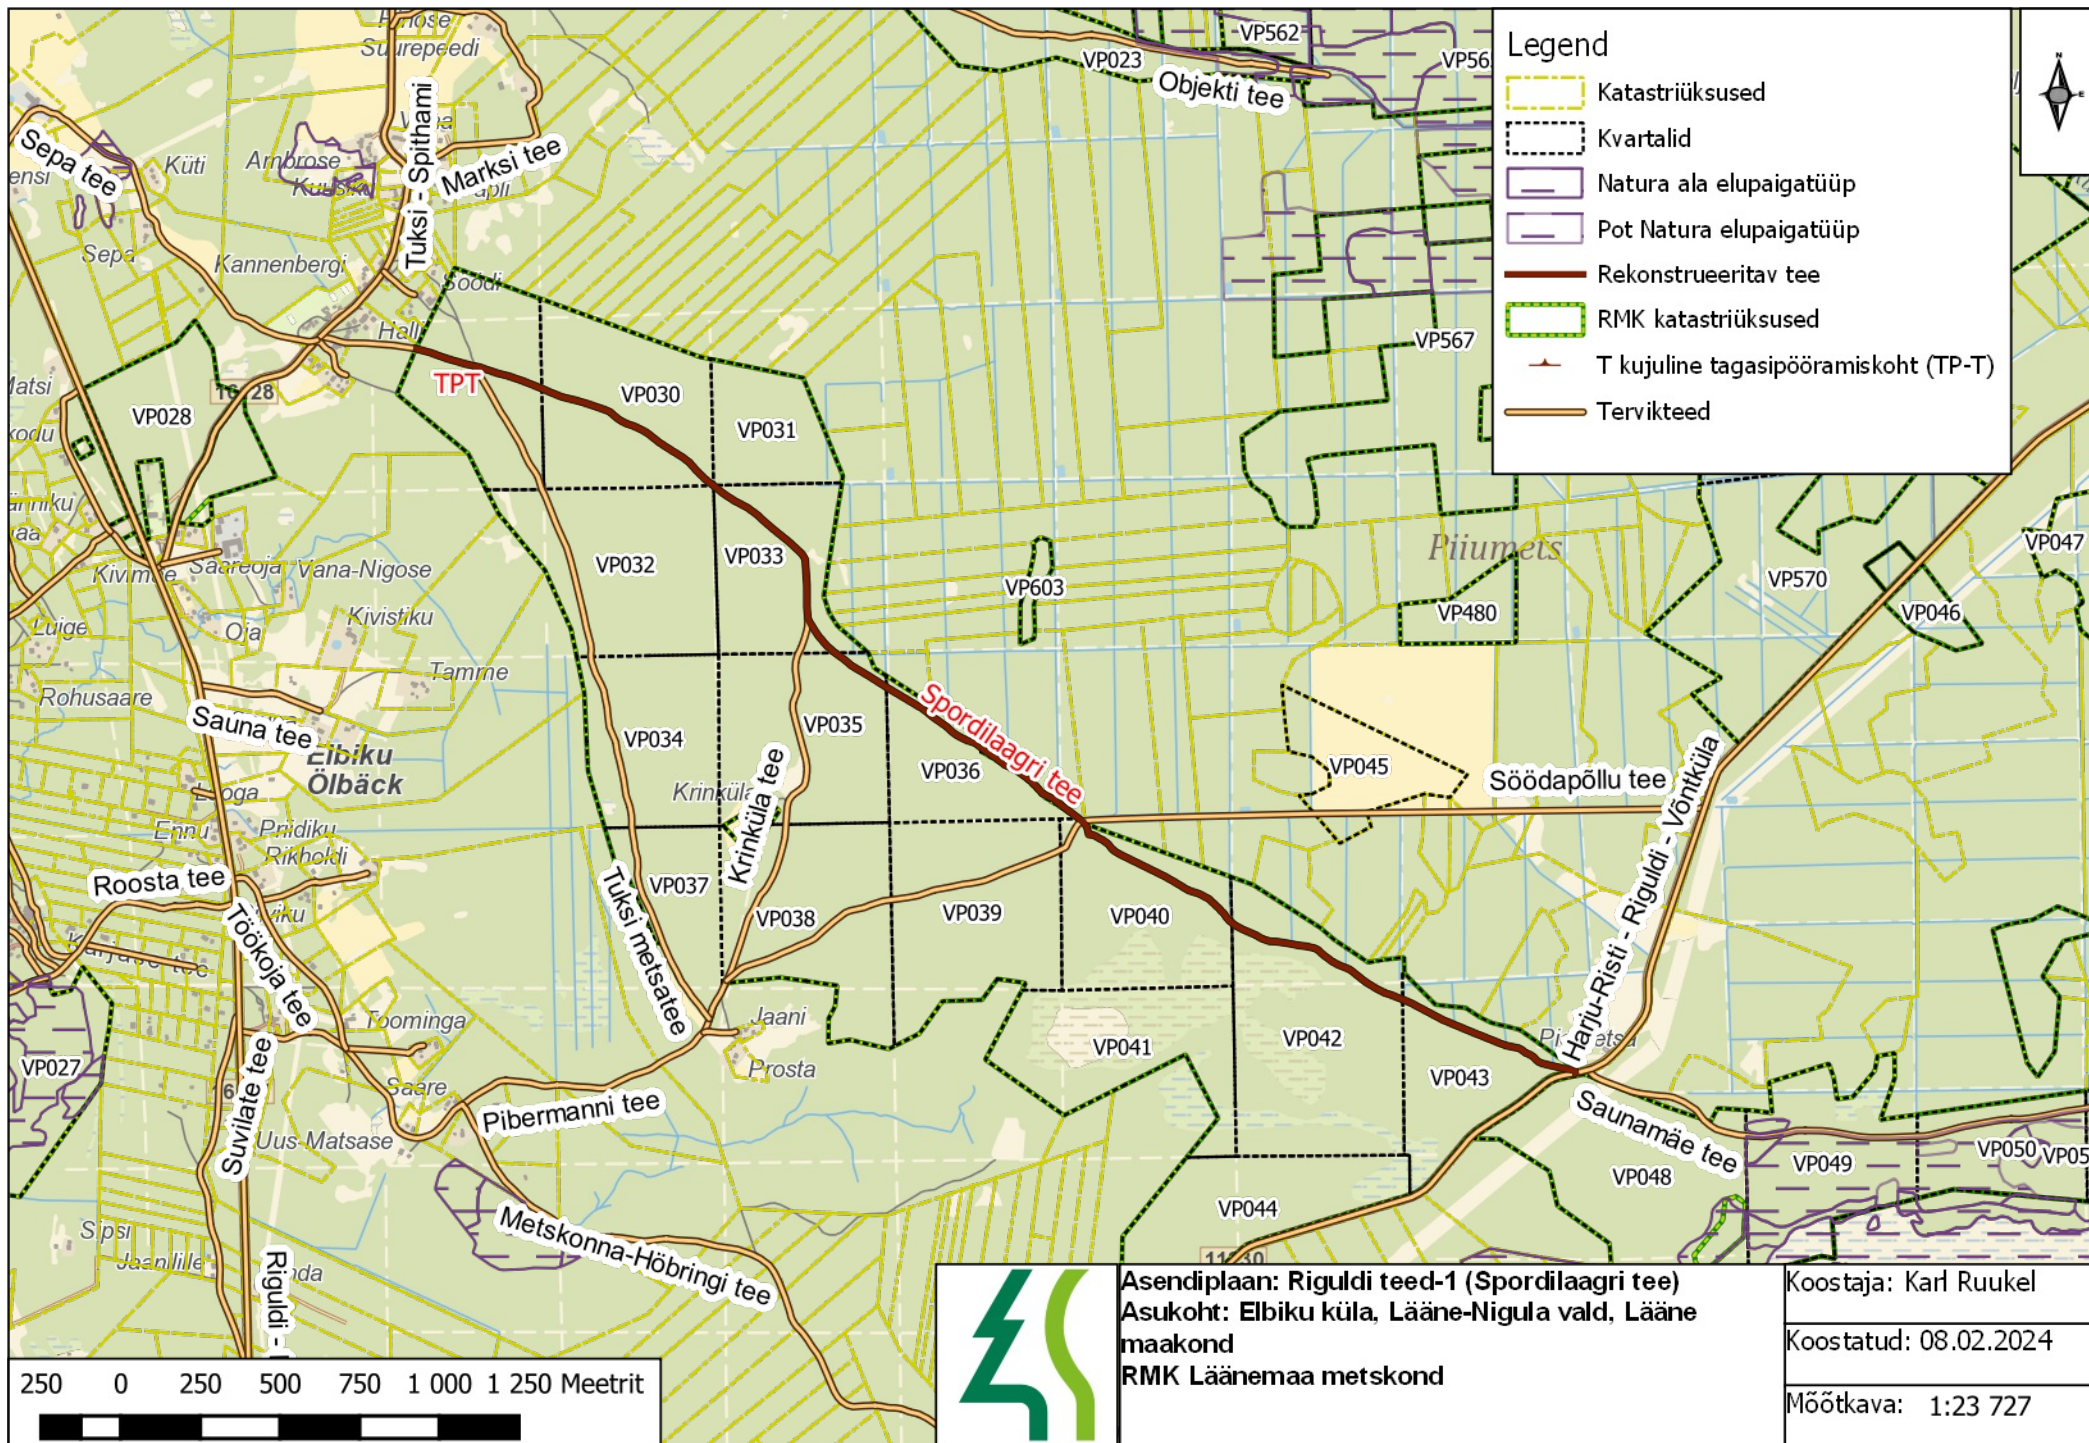 Legend
Katastriüksused
Kvartalid
Natura ala elupaigatüüp
Pot Natura elupaigatüüp
Rekonstrueeritav tee
RMK katastriüksused
T kujuline tagasipööramiskoht (TP-T)
Tervikteed
Suurepeedi
VP023
VP562
Objekti tee
Tuksi - Spithami
Marksi tee
Sepa tee
Küti
Ambrose
Sepa
Kannenbergi
Söödi
TPT
VP030
VP031
VP567
VP028
VP032
VP033
VP603
Piiumets
VP480
VP570
VP046
VP047
Kivimäe
Saareoja
Vana-Nigose
Kivistiku
Luige
Oja
Tamme
Rohusaare
Sauna tee
Elbiku
Ölbäck
Looga
Ennu
Priidiku
Rikholdi
Roosta tee
Töökoja tee
VP034
VP035
VP036
Spordilaagri tee
VP045
Söödapõllu tee
Harju-Risti - Riguldi - Võntküla
Krinküla tee
VP037
VP038
VP039
VP040
Tuksi metsatee
Jaani
Prosta
VP041
VP042
VP043
Toominga
Saare
VP027
Suvilate tee
Uus-Matsase
Pibermanni tee
Saunamäe tee
VP044
VP048
VP049
VP050
Metskonna-Höbringi tee
Sipsi
Jaanilille
250 0 250 500 750 1 000 1 250 Meetrit
Asendiplaan: Riguldi teed-1 (Spordilaagri tee)
Asukoht: Elbiku küla, Lääne-Nigula vald, Lääne
maakond
RMK Läänemaa metskond
Koostaja: Karl Ruukel
Koostatud: 08.02.2024
Mõõtkava: 1:23 727